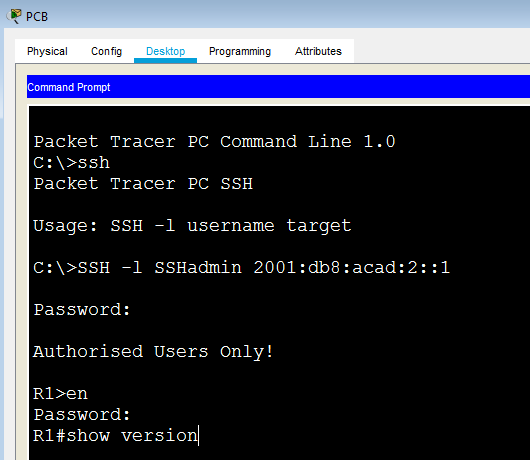 PCB
Physical Config Desktop Programming Attributes
Command Prompt
Packet Tracer PC Command Line 1.0
C:\>ssh
Packet Tracer PC SSH
Usage: SSH -l username target
C:\>SSH -l SSHadmin 2001:db8:acad:2::1
Password:
Authorised Users Only!
R1>en
Password:
R1#show version